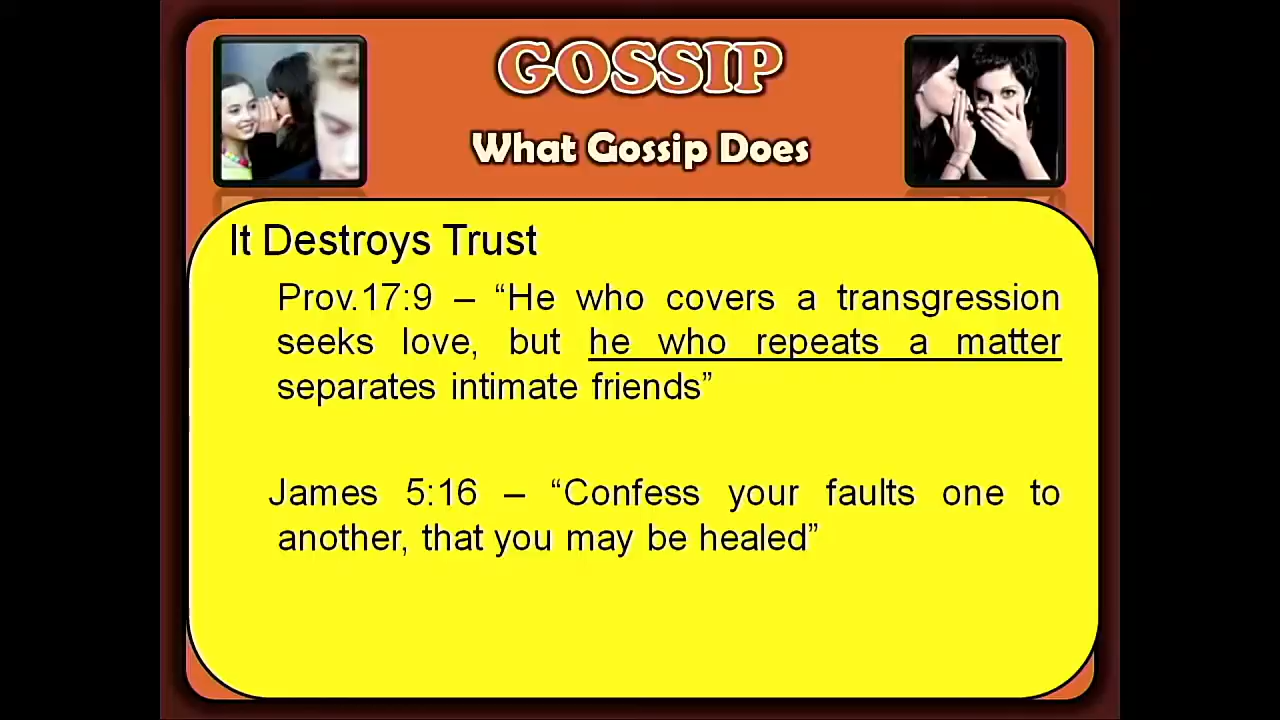 GOSSIP
What Gossip Does
It Destroys Trust
Prov.17:9 – “He who covers a transgression
seeks love, but he who repeats a matter
separates intimate friends”
James 5:16 – “Confess your faults one to
another, that you may be healed”